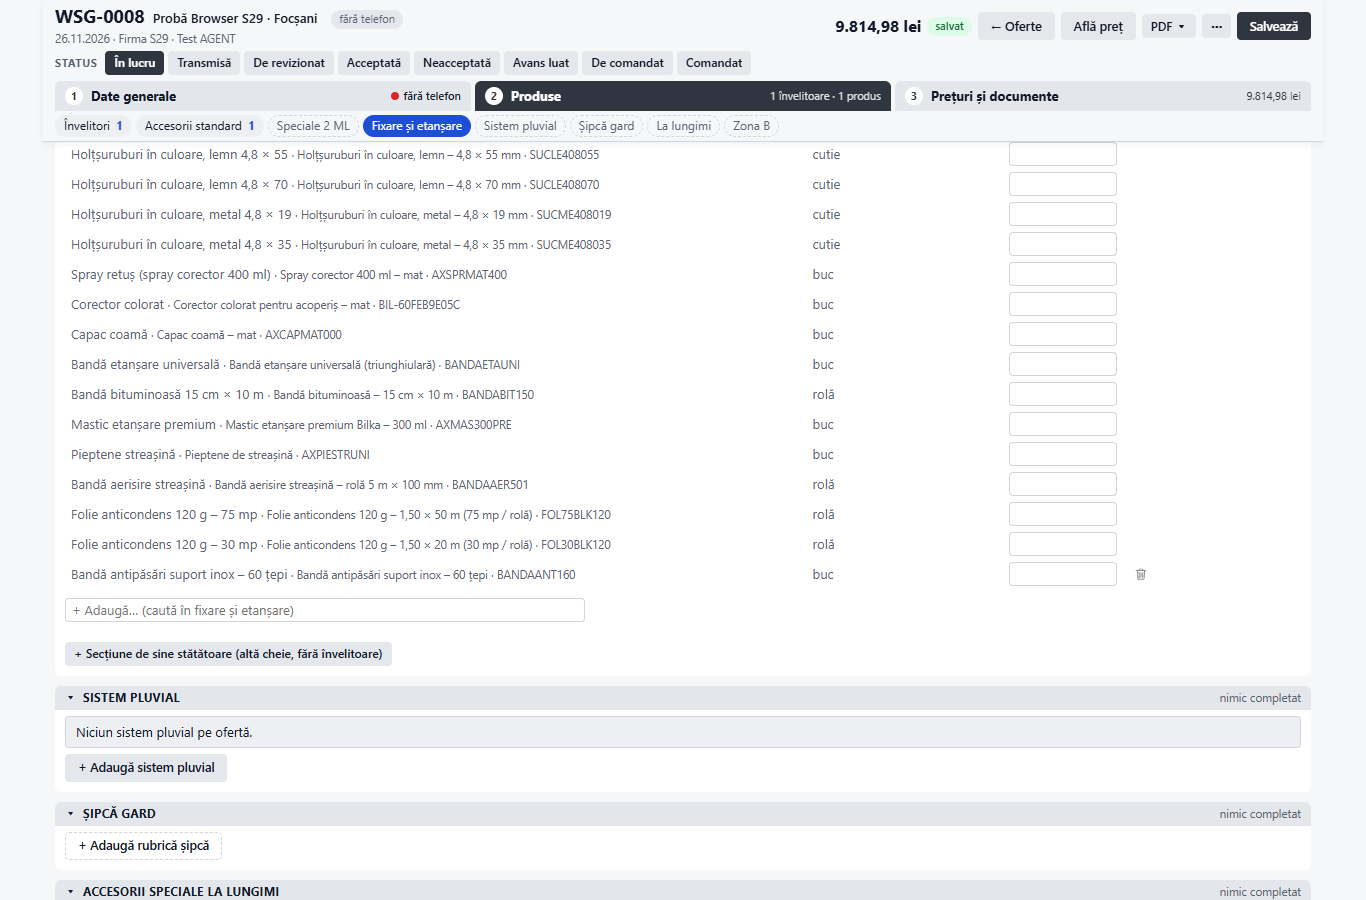 WSG-0008 Probă Browser S29 · Focșani fără telefon
26.11.2026 · Firma S29 · Test AGENT
9.814,98 lei salvat ← Oferte Află preț PDF ▾ ··· Salvează
STATUS În lucru Transmisă De revizionat Acceptată Neacceptată Avans luat De comandat Comandat
1 Date generale fără telefon
2 Produse 1 învelitoare · 1 produs
3 Prețuri și documente 9.814,98 lei
Învelitori 1 Accesorii standard 1 Speciale 2 ML Fixare și etanșare Sistem pluvial Șipcă gard La lungimi Zona B
Holțșuruburi în culoare, lemn 4,8 × 55 · Holțșuruburi în culoare, lemn – 4,8 × 55 mm · SUCLE408055 cutie
Holțșuruburi în culoare, lemn 4,8 × 70 · Holțșuruburi în culoare, lemn – 4,8 × 70 mm · SUCLE408070 cutie
Holțșuruburi în culoare, metal 4,8 × 19 · Holțșuruburi în culoare, metal – 4,8 × 19 mm · SUCME408019 cutie
Holțșuruburi în culoare, metal 4,8 × 35 · Holțșuruburi în culoare, metal – 4,8 × 35 mm · SUCME408035 cutie
Spray retuș (spray corector 400 ml) · Spray corector 400 ml – mat · AXSPRMAT400 buc
Corector colorat · Corector colorat pentru acoperiș – mat · BIL-60FEB9E05C buc
Capac coamă · Capac coamă – mat · AXCAPMAT000 buc
Bandă etanșare universală · Bandă etanșare universală (triunghiulară) · BANDAETAUNI buc
Bandă bituminoasă 15 cm × 10 m · Bandă bituminoasă – 15 cm × 10 m · BANDABIT150 rolă
Mastic etanșare premium · Mastic etanșare premium Bilka – 300 ml · AXMAS300PRE buc
Pieptene streașină · Pieptene de streașină · AXPIESTRUNI buc
Bandă aerisire streașină · Bandă aerisire streașină – rolă 5 m × 100 mm · BANDAAER501 rolă
Folie anticondens 120 g – 75 mp · Folie anticondens 120 g – 1,50 × 50 m (75 mp / rolă) · FOL75BLK120 rolă
Folie anticondens 120 g – 30 mp · Folie anticondens 120 g – 1,50 × 20 m (30 mp / rolă) · FOL30BLK120 rolă
Bandă antipăsări suport inox – 60 țepi · Bandă antipăsări suport inox – 60 țepi · BANDAANT160 buc
+ Adaugă... (caută în fixare și etanșare)
+ Secțiune de sine stătătoare (altă cheie, fără învelitoare)
▾ SISTEM PLUVIAL nimic completat
Niciun sistem pluvial pe ofertă.
+ Adaugă sistem pluvial
▾ ȘIPCĂ GARD nimic completat
+ Adaugă rubrică șipcă
▾ ACCESORII SPECIALE LA LUNGIMI nimic completat